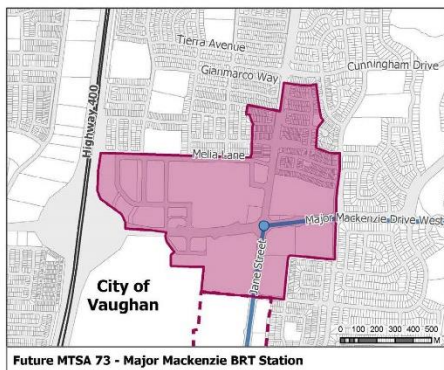 Tierra Avenue
Cunningham Drive
Gianmarco Way
Highway 400
Melia Lane
Major Mackenzie Drive West
Jane Street
City of
Vaughan
0 100 200 300 400 500
M
Future MTSA 73 - Major Mackenzie BRT Station